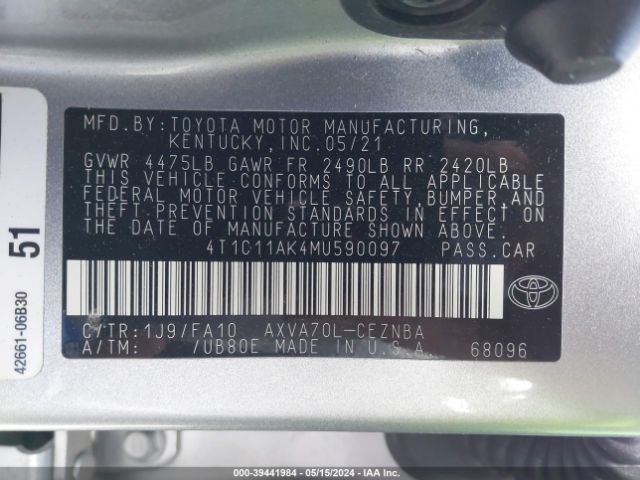 MFD.BY:TOYOTA MOTOR MANUFACTURING,
KENTUCKY,INC.05/21
GVWR 4475LB GAWR FR 2490LB RR 2420LB
THIS VEHICLE CONFORMS TO ALL APPLICABLE
FEDERAL MOTOR VEHICLE SAFETY,BUMPER,AND
THEFT PREVENTION STANDARDS IN EFFECT ON
THE DATE OF MANUFACTURE SHOWN ABOVE.
4T1C11AK4MU590097 PASS.CAR
C/TR:1J9/FA10 AXVA70L-CEZNBA
A/TM: /UB80E MADE IN U.S.A 68096
51
42661-06B30
000-39441984 - 05/15/2024 - IAA Inc.